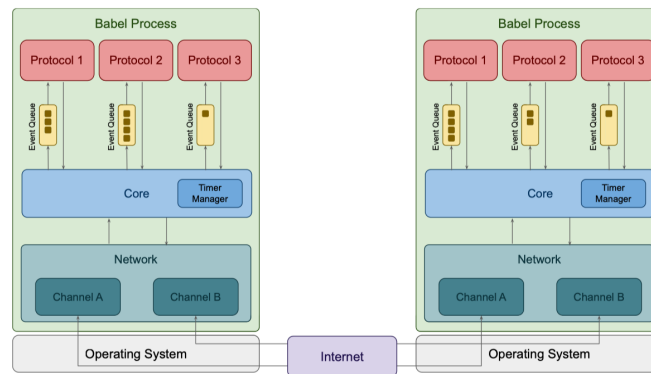 Babel Process
Protocol 1
Protocol 2
Protocol 3
Event Queue
Event Queue
Event Queue
Core
Timer
Manager
Network
Channel A
Channel B
Operating System
Internet
Babel Process
Protocol 1
Protocol 2
Protocol 3
Event Queue
Event Queue
Event Queue
Core
Timer
Manager
Network
Channel A
Channel B
Operating System